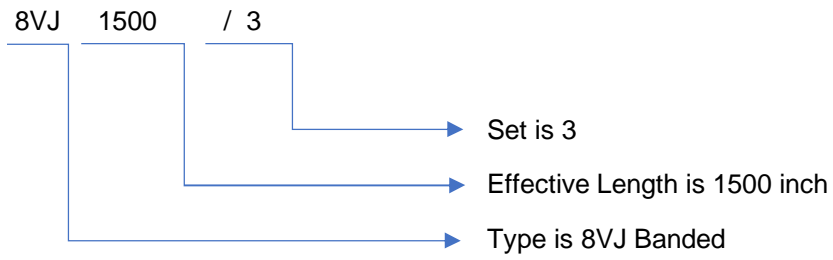 8VJ 1500 / 3
Set is 3
Effective Length is 1500 inch
Type is 8VJ Banded